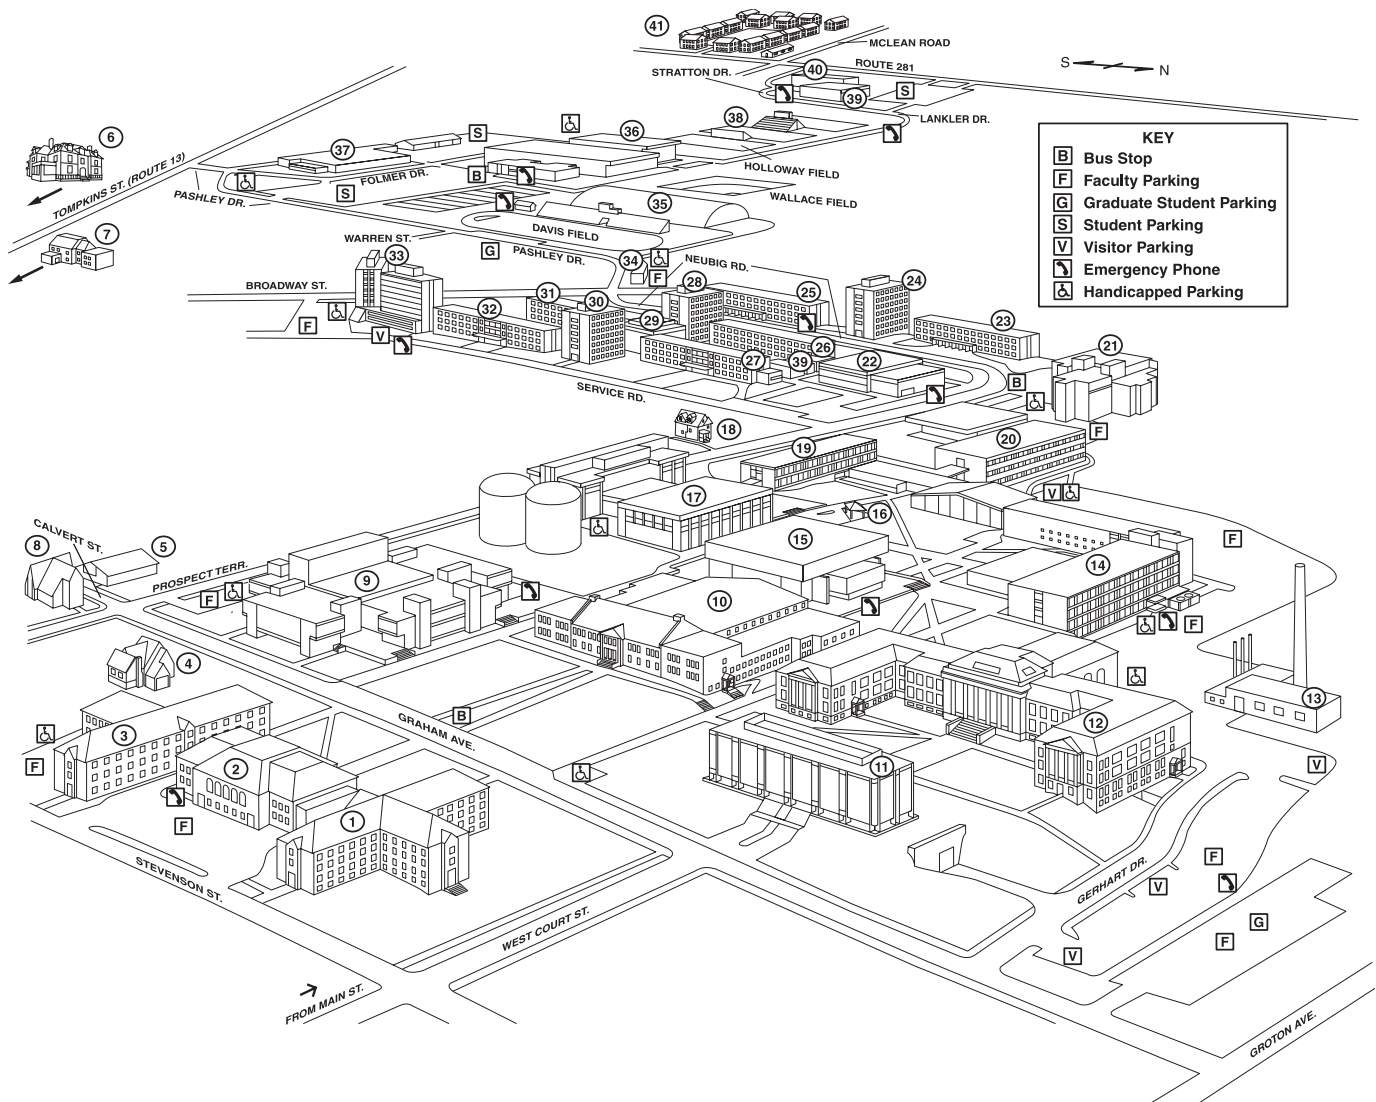 41
MCLEAN ROAD
STRATTON DR.
40
ROUTE 281
S N
39
S
LANKLER DR.
38
KEY
B Bus Stop
F Faculty Parking
G Graduate Student Parking
S Student Parking
V Visitor Parking
Emergency Phone
Handicapped Parking
6
S
36
37
TOMPKINS ST. (ROUTE 13)
FOLMER DR.
B
HOLLOWAY FIELD
PASHLEY DR.
S
WALLACE FIELD
35
7
DAVIS FIELD
WARREN ST.
G
PASHLEY DR.
33
34
F
NEUBIG RD.
BROADWAY ST.
28
25
24
31
30
32
29
23
F
V
26
21
27
39
22
B
SERVICE RD.
18
F
20
19
17
V
16
CALVERT ST.
8
5
15
F
PROSPECT TERR.
9
14
F
10
F
4
13
B
GRAHAM AVE.
12
3
2
F
11
V
1
F
STEVENSON ST.
F
V
GERHART DR.
G
F
WEST COURT ST.
V
FROM MAIN ST.
GROTON AVE.